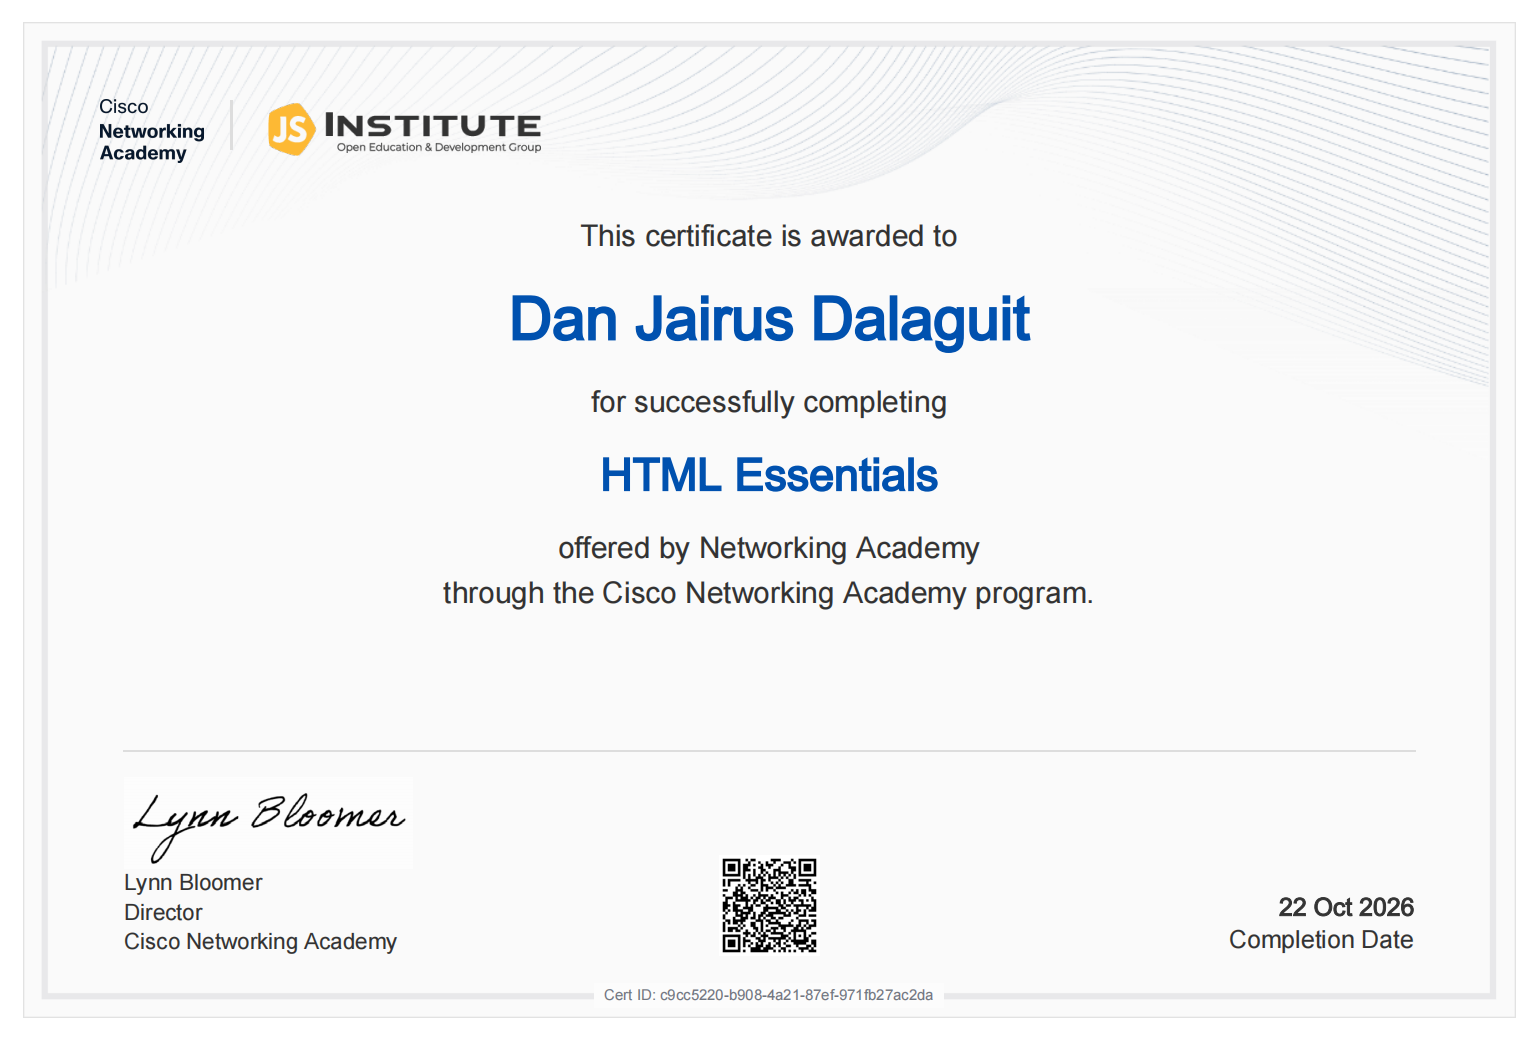 Cisco
Networking
Academy
JS INSTITUTE
Open Education & Development Group
This certificate is awarded to
Dan Jairus Dalaguit
for successfully completing
HTML Essentials
offered by Networking Academy
through the Cisco Networking Academy program.
Lynn Bloomer
Lynn Bloomer
Director
Cisco Networking Academy
22 Oct 2026
Completion Date
Cert ID: c9cc5220-b908-4a21-87ef-971fb27ac2da